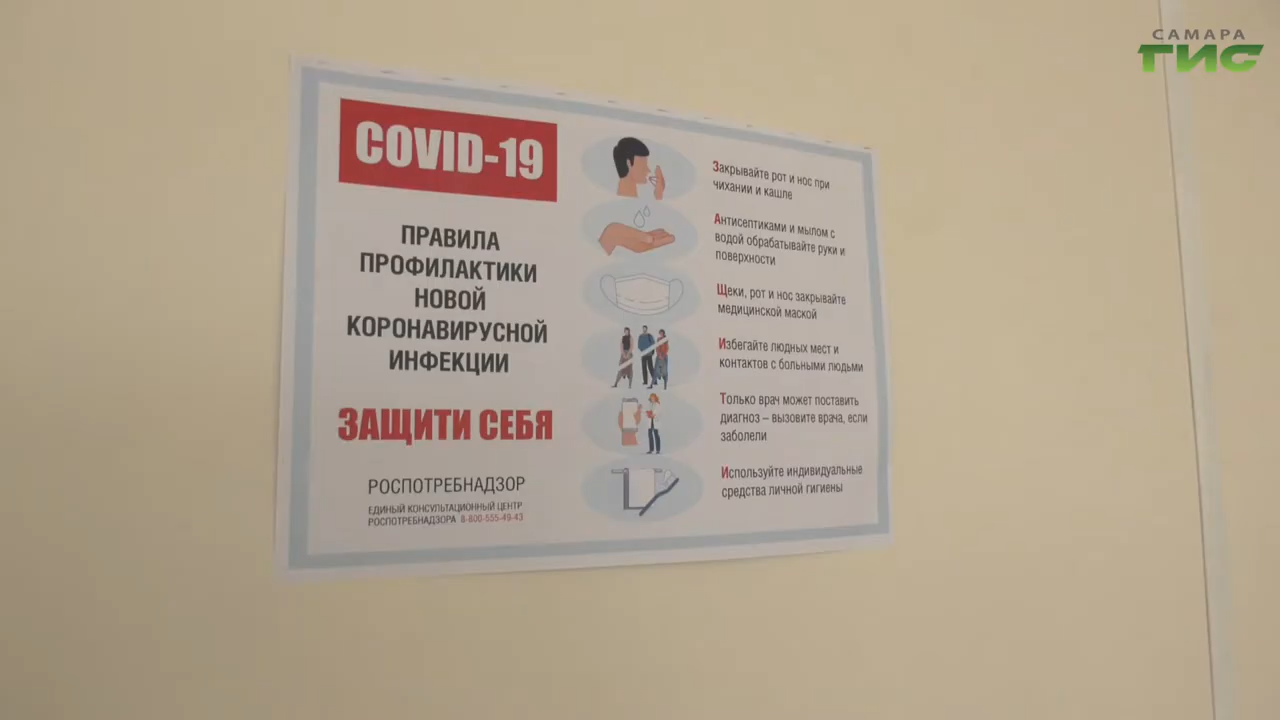 САМАРА
ГИС
COVID-19
ПРАВИЛА
ПРОФИЛАКТИКИ
НОВОЙ
КОРОНАВИРУСНОЙ
ИНФЕКЦИИ
ЗАЩИТИ СЕБЯ
РОСПОТРЕБНАДЗОР
ЕДИНЫЙ КОНСУЛЬТАЦИОННЫЙ ЦЕНТР
РОСПОТРЕБНАДЗОРА 8-800-555-49-43
Закрывайте рот и нос при
чихании и кашле
Антисептиками и мылом с
водой обрабатывайте руки и
поверхности
Щеки, рот и нос закрывайте
медицинской маской
Избегайте людных мест и
контактов с больными людьми
Только врач может поставить
диагноз – вызовите врача, если
заболели
Используйте индивидуальные
средства личной гигиены